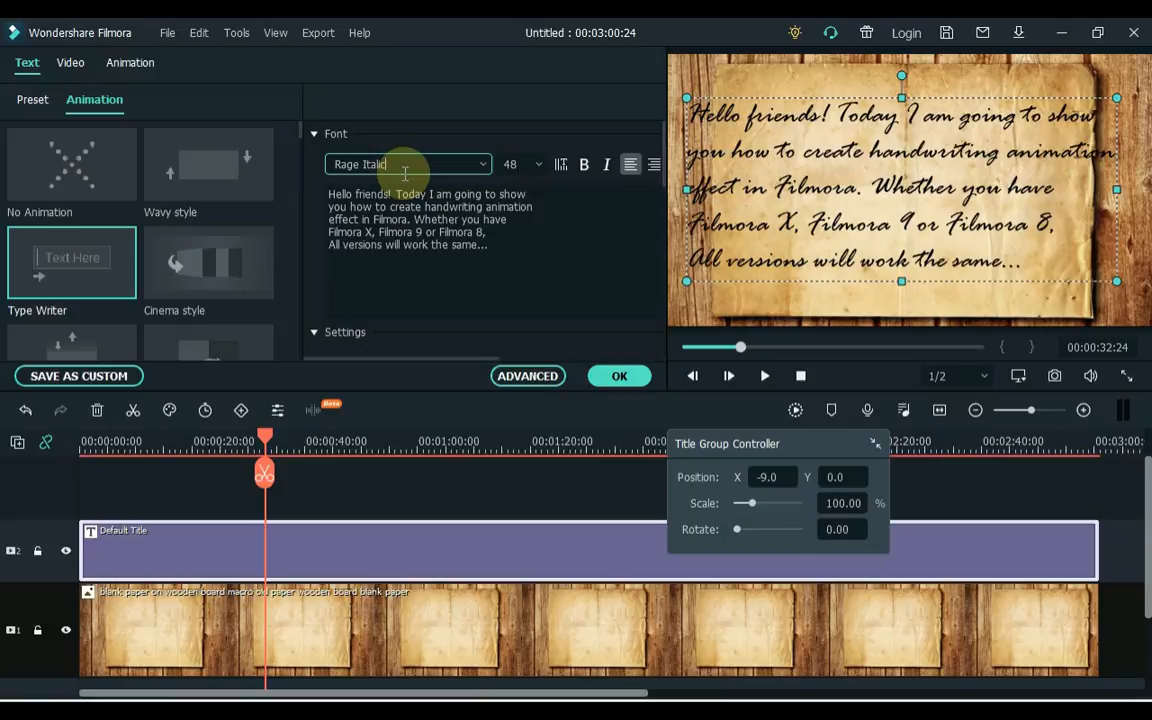 Wondershare Filmora File Edit Tools View Export Help Untitled : 00:03:00:24 Login
Text Video Animation
Preset Animation
No Animation Wavy style
Text Here
Type Writer Cinema style
Font
Rage Italic 48 B I
Hello friends! Today I am going to show
you how to create handwriting animation
effect in Filmora. Whether you have
Filmora X, Filmora 9 or Filmora 8,
All versions will work the same...
Settings
SAVE AS CUSTOM ADVANCED OK
Hello friends! Today I am going to show
you how to create handwriting animation
effect in Filmora. Whether you have
Filmora X, Filmora 9 or Filmora 8,
All versions will work the same...
00:00:32:24
1/2
Beta
00:00:00:00 00:00:20:00 00:00:40:00 00:01:00:00 00:01:20:00 00:02:40:00 00:03:00:
Title Group Controller
Position: X -9.0 Y 0.0
Scale: 100.00 %
Rotate: 0.00
T Default Title
2
blank paper on wooden board macro old paper wooden board blank paper
1